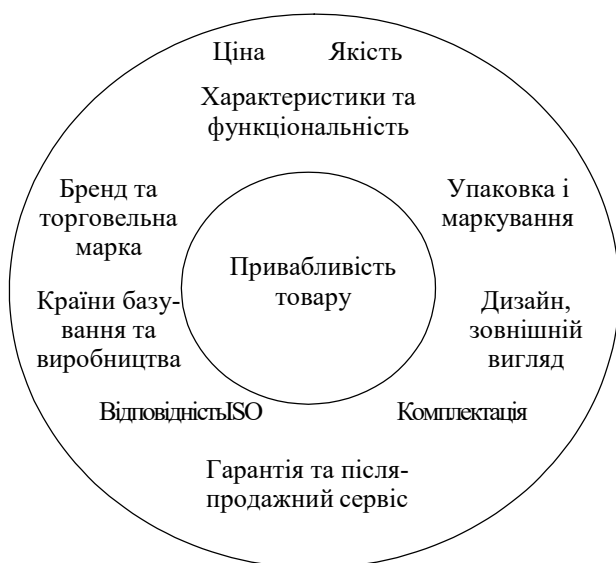 Ціна Якість
Характеристики та
функціональність
Бренд та
торговельна
марка
Упаковка і
маркування
Привабливість
товару
Країни базу-
вання та
виробництва
Дизайн,
зовнішній
вигляд
ВідповідністьISO
Комплектація
Гарантія та після-
продажний сервіс